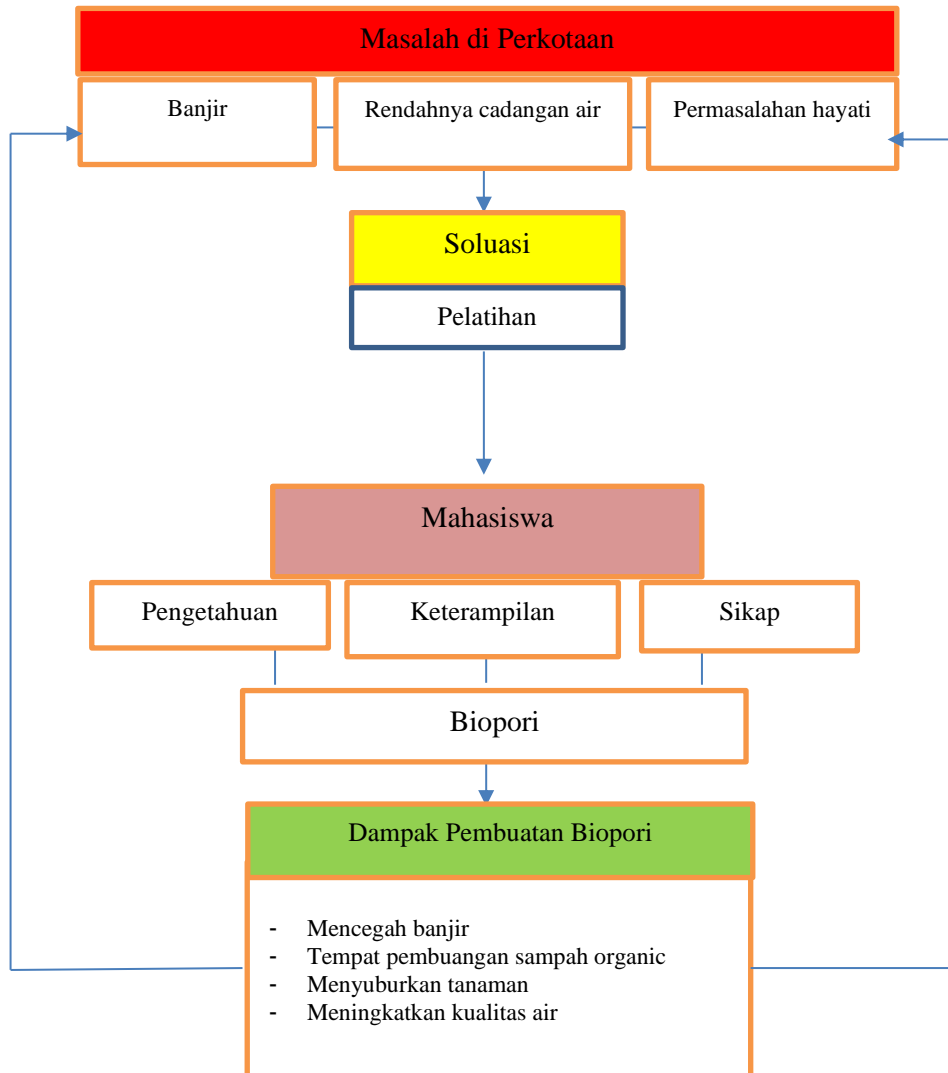 Masalah di Perkotaan
Banjir
Rendahnya cadangan air
Permasalahan hayati
Soluasi
Pelatihan
Mahasiswa
Pengetahuan
Keterampilan
Sikap
Biopori
Dampak Pembuatan Biopori
- Mencegah banjir
- Tempat pembuangan sampah organic
- Menyuburkan tanaman
- Meningkatkan kualitas air